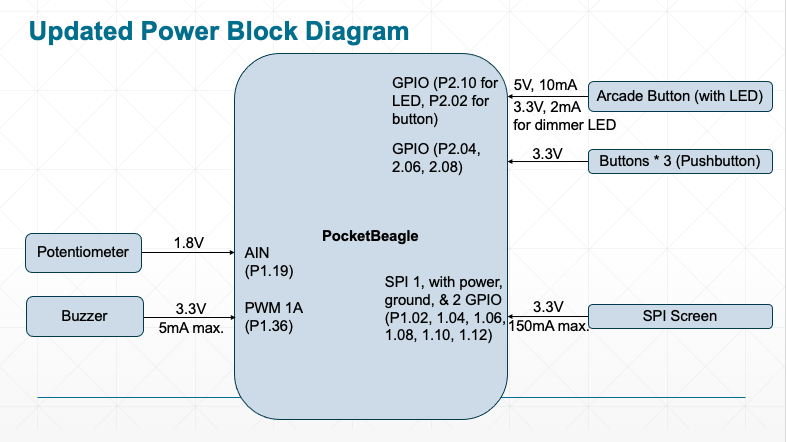 Updated Power Block Diagram
GPIO (P2.10 for
LED, P2.02 for
button)
5V, 10mA
3.3V, 2mA
for dimmer LED
Arcade Button (with LED)
GPIO (P2.04,
2.06, 2.08)
3.3V
Buttons * 3 (Pushbutton)
PocketBeagle
Potentiometer
1.8V
AIN
(P1.19)
Buzzer
3.3V
5mA max.
PWM 1A
(P1.36)
SPI 1, with power,
ground, & 2 GPIO
(P1.02, 1.04, 1.06,
1.08, 1.10, 1.12)
3.3V
150mA max.
SPI Screen